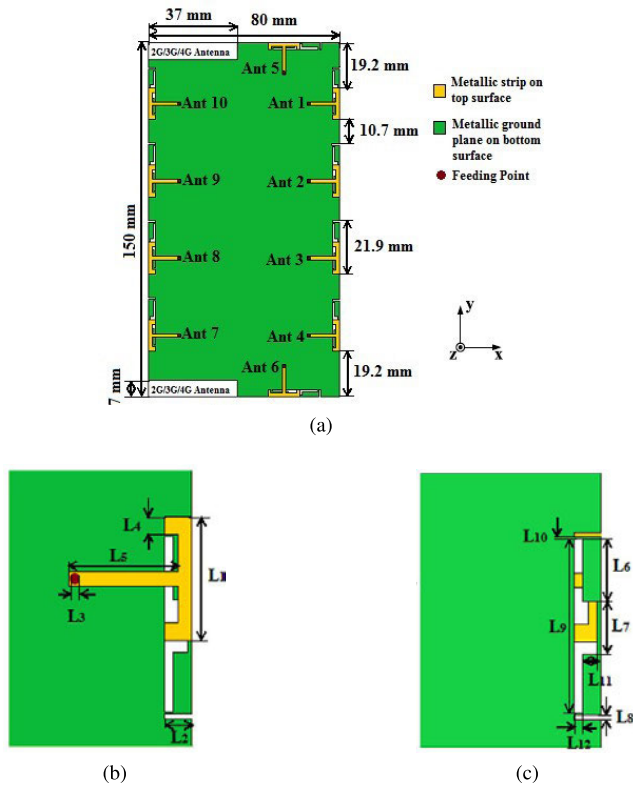 37 mm
80 mm
2G/3G/4G Antenna
Ant 5
19.2 mm
Metallic strip on
top surface
Ant 10
Ant 1
10.7 mm
Metallic ground
plane on bottom
surface
Feeding Point
Ant 9
Ant 2
150 mm
Ant 8
Ant 3
21.9 mm
y
z
x
Ant 7
Ant 4
Ant 6
19.2 mm
7 mm
2G/3G/4G Antenna
(a)
L4
L5
L1
L3
L2
(b)
L10
L6
L9
L7
L11
L8
L12
(c)